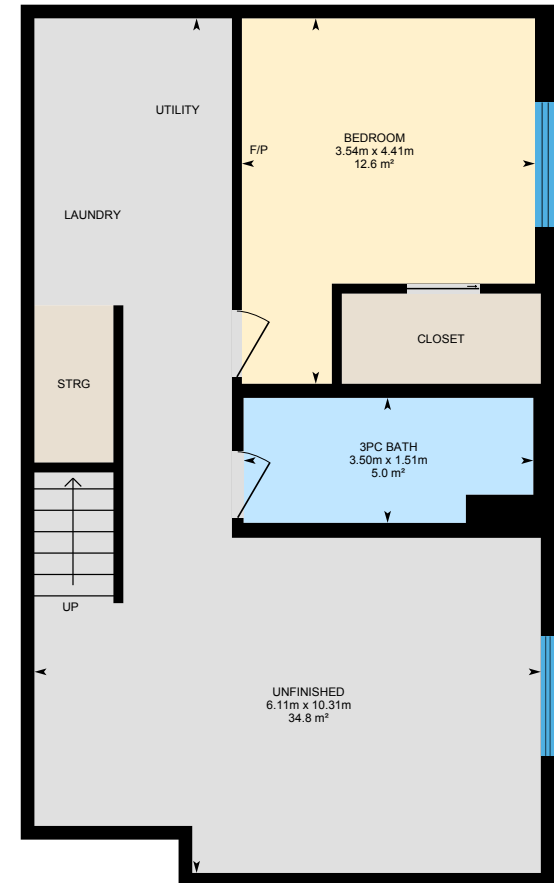 UTILITY
BEDROOM
3.54m x 4.41m
12.6 m²
F/P
LAUNDRY
CLOSET
STRG
3PC BATH
3.50m x 1.51m
5.0 m²
UP
UNFINISHED
6.11m x 10.31m
34.8 m²